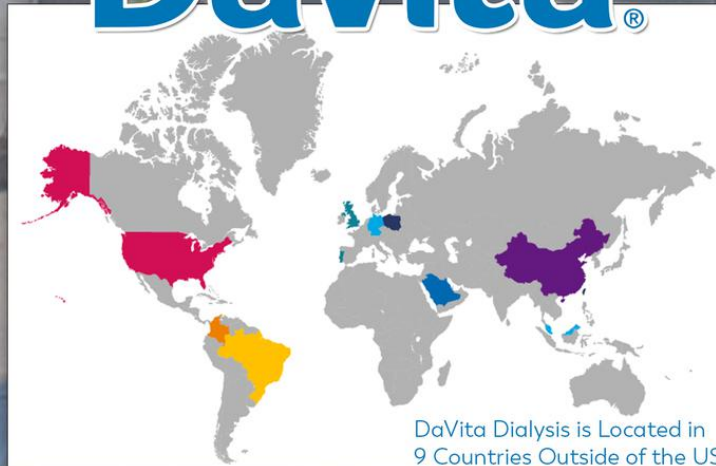 DaVita®
DaVita Dialysis is Located in
9 Countries Outside of the US